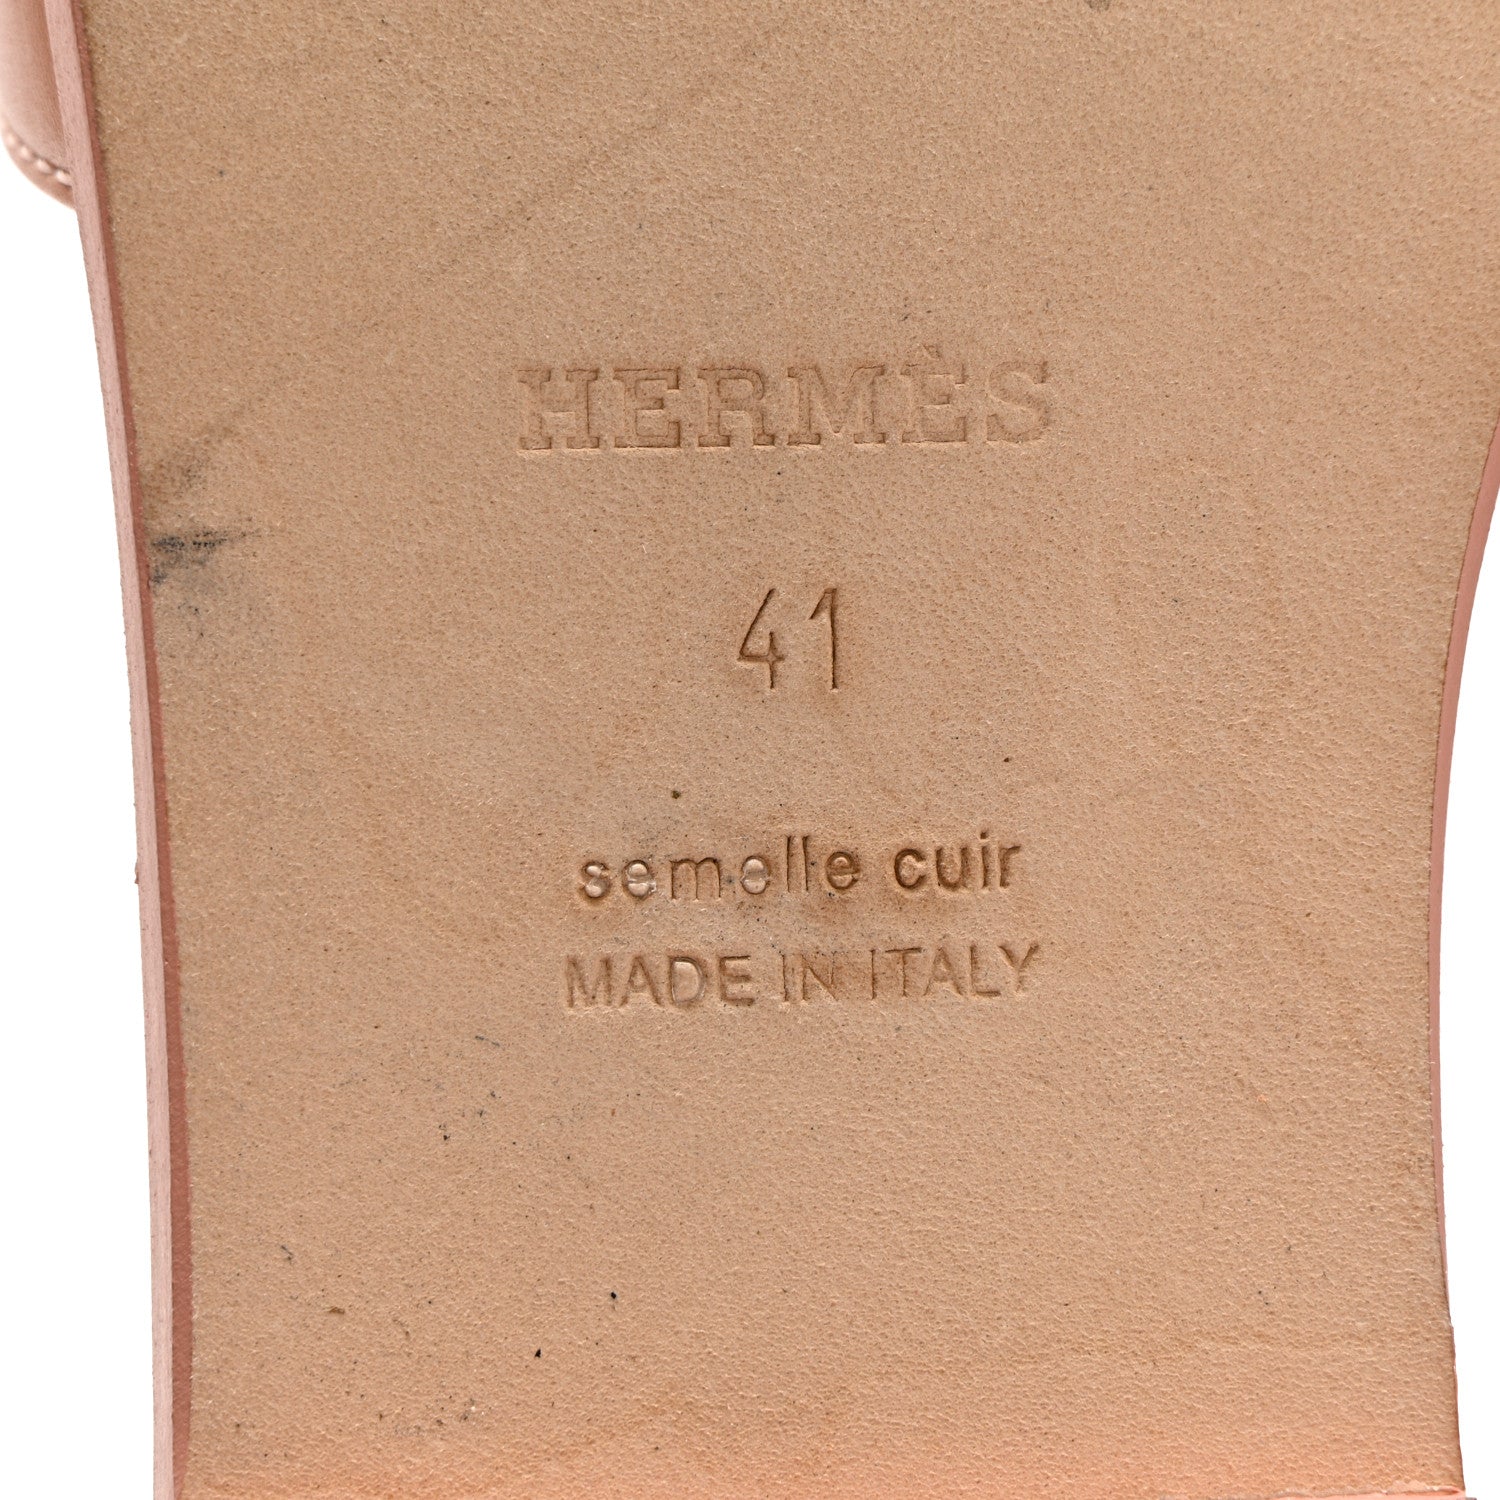 HERMÈS
41
semelle cuir
MADE IN ITALY